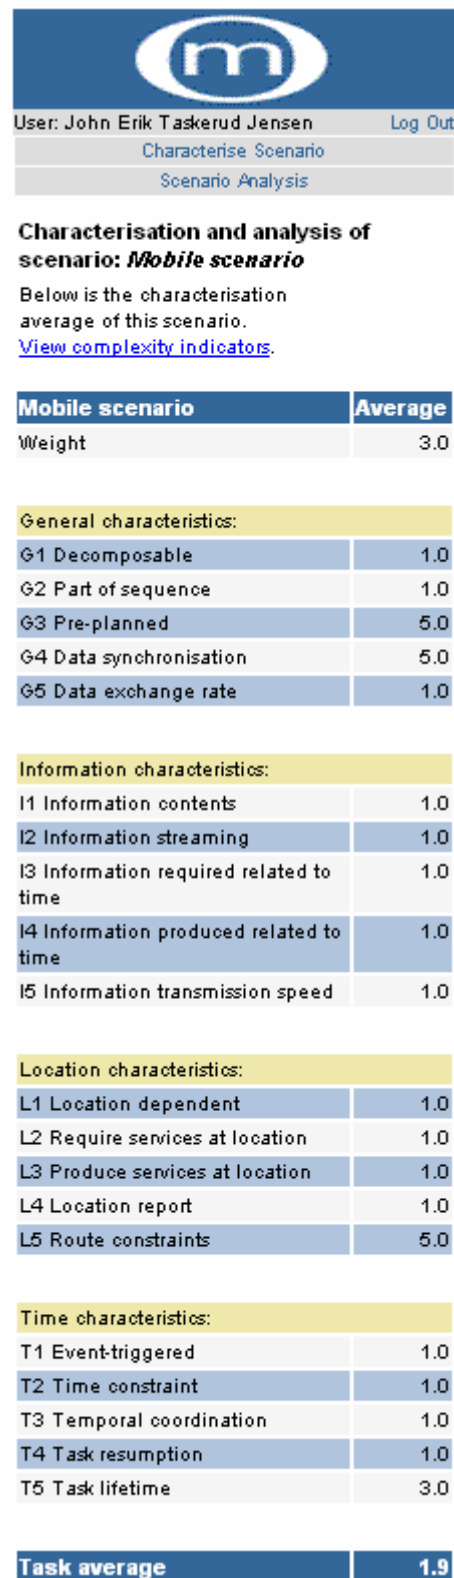 m
User: John Erik Taskerud Jensen Log Out
Characterise Scenario
Scenario Analysis
Characterisation and analysis of
scenario: Mobile scenario
Below is the characterisation
average of this scenario.
View complexity indicators.
Mobile scenario Average
Weight 3.0
General characteristics:
G1 Decomposable 1.0
G2 Part of sequence 1.0
G3 Pre-planned 5.0
G4 Data synchronisation 5.0
G5 Data exchange rate 1.0
Information characteristics:
I1 Information contents 1.0
I2 Information streaming 1.0
I3 Information required related to 1.0
time
I4 Information produced related to 1.0
time
I5 Information transmission speed 1.0
Location characteristics:
L1 Location dependent 1.0
L2 Require services at location 1.0
L3 Produce services at location 1.0
L4 Location report 1.0
L5 Route constraints 5.0
Time characteristics:
T1 Event-triggered 1.0
T2 Time constraint 1.0
T3 Temporal coordination 1.0
T4 Task resumption 1.0
T5 Task lifetime 3.0
Task average 1.9